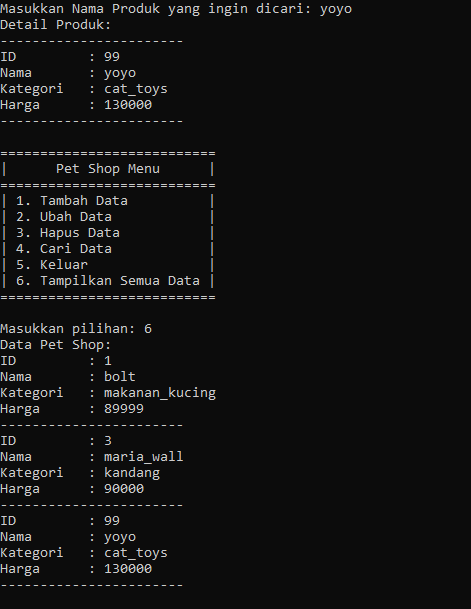 Masukkan Nama Produk yang ingin dicari: yoyo
Detail Produk:
-----------------------
ID         : 99
Nama       : yoyo
Kategori   : cat_toys
Harga      : 130000
-----------------------
===========================
|      Pet Shop Menu      |
===========================
| 1. Tambah Data          |
| 2. Ubah Data            |
| 3. Hapus Data           |
| 4. Cari Data            |
| 5. Keluar               |
| 6. Tampilkan Semua Data |
===========================
Masukkan pilihan: 6
Data Pet Shop:
ID         : 1
Nama       : bolt
Kategori   : makanan_kucing
Harga      : 89999
-----------------------
ID         : 3
Nama       : maria_wall
Kategori   : kandang
Harga      : 90000
-----------------------
ID         : 99
Nama       : yoyo
Kategori   : cat_toys
Harga      : 130000
-----------------------